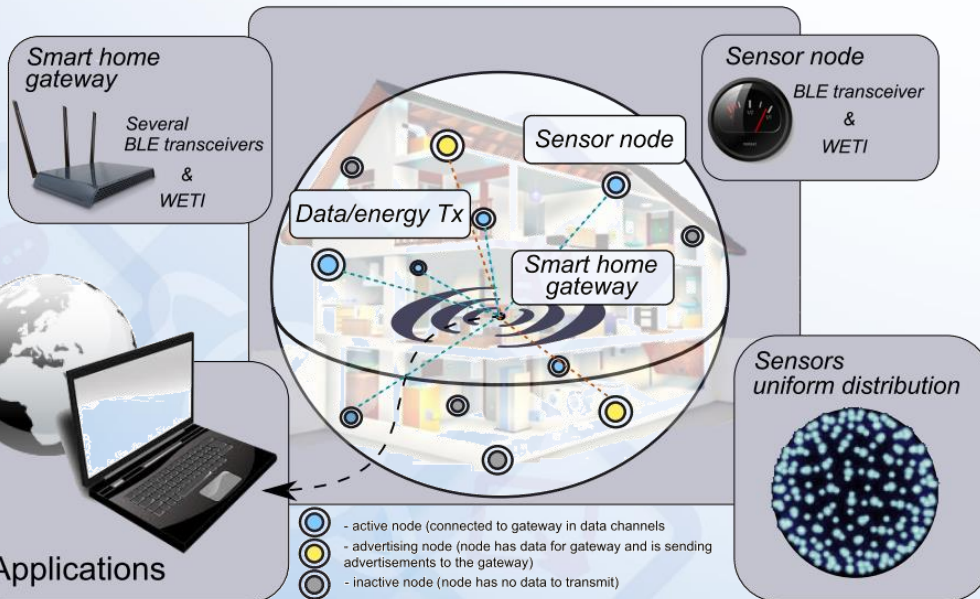 Smart home
gateway
Several
BLE transceivers
&
WETI
Sensor node
BLE transceiver
&
WETI
Sensor node
Data/energy Tx
Smart home
gateway
Sensors
uniform distribution
Applications
- active node (connected to gateway in data channels
- advertising node (node has data for gateway and is sending
advertisements to the gateway)
- inactive node (node has no data to transmit)